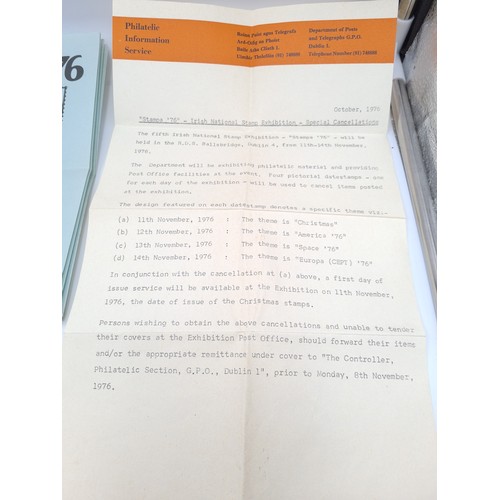 76
Philatelic
Information
Service
Roinn Poist agus Telegrafa
Ard-Oifig an Phoist
Baile Atha Cliath 1.
Uimhir Theilefón (01) 748888
Department of Posts
and Telegraphs G.P.O.
Dublin 1.
Telephone Number (01) 748888
October, 1976
"Stamps '76" - Irish National Stamp Exhibition - Special Cancellations
The Fifth Irish National Stamp Exhibition - "Stamps '76" - will be
held in the R.D.S. Ballsbridge, Dublin 4, from 11th-14th November,
1976.
The Department will be exhibiting philatelic material and providing
Post Office facilities at the event. Four pictorial datestamps - one
for each day of the exhibition - will be used to cancel items posted
at the exhibition.
The design featured on each datestamp denotes a specific theme viz:-
(a) 11th November, 1976 : The theme is "Christmas"
(b) 12th November, 1976 : The theme is "America '76"
(c) 13th November, 1976 : The theme is "Space '76"
(d) 14th November, 1976 : The theme is "Europa (CEPT) '76"
In conjunction with the cancellation at (a) above, a first day of
issue service will be available at the Exhibition on 11th November,
1976, the date of issue of the Christmas stamps.
Persons wishing to obtain the above cancellations and unable to tender
their covers at the Exhibition Post Office, should forward their items
and/or the appropriate remittance under cover to "The Controller,
Philatelic Section, G.P.O., Dublin 1", prior to Monday, 8th November,
1976.